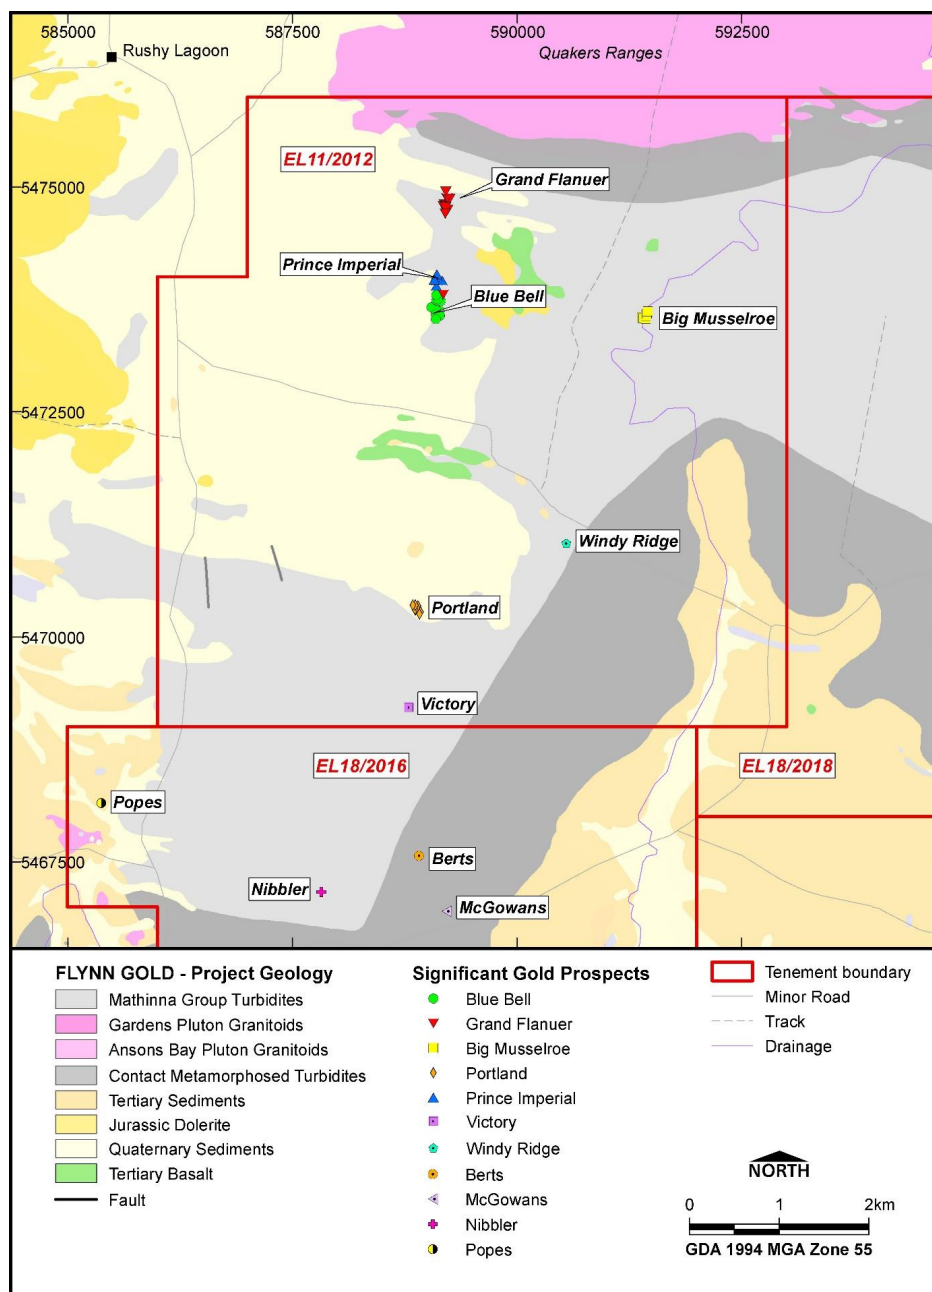 585000
587500
590000
592500
Rushy Lagoon
Quakers Ranges
EL11/2012
5475000
Grand Flanuer
Prince Imperial
Blue Bell
Big Musselroe
5472500
Windy Ridge
Portland
5470000
Victory
EL18/2016
EL18/2018
Popes
5467500
Berts
Nibbler
McGowans
FLYNN GOLD - Project Geology
Mathinna Group Turbidites
Gardens Pluton Granitoids
Ansons Bay Pluton Granitoids
Contact Metamorphosed Turbidites
Tertiary Sediments
Jurassic Dolerite
Quaternary Sediments
Tertiary Basalt
Fault
Significant Gold Prospects
Blue Bell
Grand Flanuer
Big Musselroe
Portland
Prince Imperial
Victory
Windy Ridge
Berts
McGowans
Nibbler
Popes
Tenement boundary
Minor Road
Track
Drainage
NORTH
0 1 2km
GDA 1994 MGA Zone 55